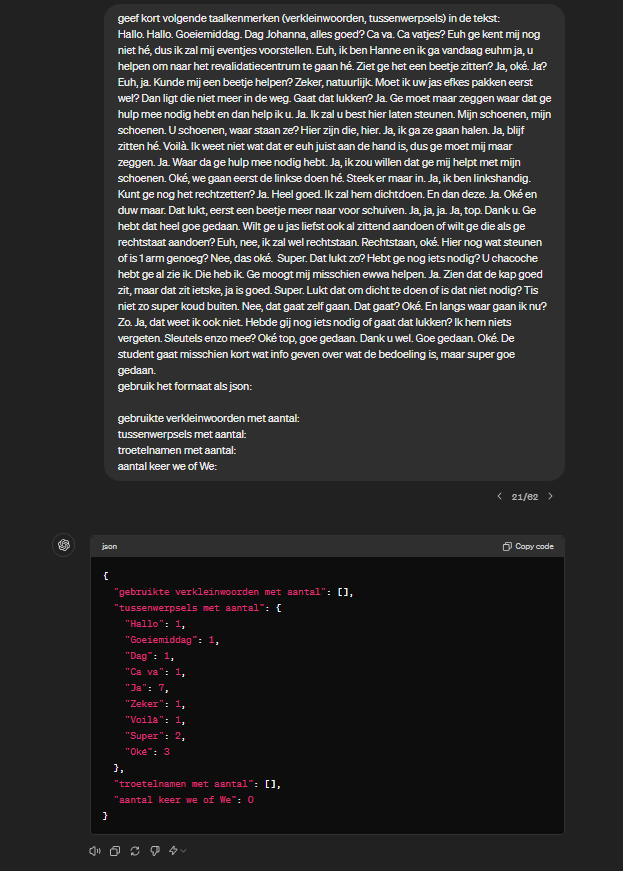 geef kort volgende taalkenmerken (verkleinwoorden, tussenwerpsels) in de tekst:
Hallo. Hallo. Goeiemiddag. Dag Johanna, alles goed? Ca va. Ca vatjes? Euh ge kent mij nog
niet hé, dus ik zal mij eventjes voorstellen. Euh, ik ben Hanne en ik ga vandaag euhm ja, u
helpen om naar het revalidatiecentrum te gaan hé. Ziet ge het een beetje zitten? Ja, oké. Ja?
Euh, ja. Kunde mij een beetje helpen? Zeker, natuurlijk. Moet ik uw jas efkes pakken eerst
wel? Dan ligt die niet meer in de weg. Gaat dat lukken? Ja. Ge moet maar zeggen waar dat ge
hulp mee nodig hebt en dan help ik u. Ja. Ik zal u best hier laten steunen. Mijn schoenen, mijn
schoenen. U schoenen, waar staan ze? Hier zijn die, hier. Ja, ik ga ze gaan halen. Ja, blijf
zitten hé. Voilà. Ik weet niet wat dat er euh juist aan de hand is, dus ge moet mij maar
zeggen. Ja. Waar da ge hulp mee nodig hebt. Ja, ik zou willen dat ge mij helpt met mijn
schoenen. Oké, we gaan eerst de linkse doen hé. Steek er maar in. Ja, ik ben linkshandig.
Kunt ge nog het rechtzetten? Ja. Heel goed. Ik zal hem dichtdoen. En dan deze. Ja. Oké en
duw maar. Dat lukt, eerst een beetje meer naar voor schuiven. Ja, ja, ja. Ja, top. Dank u. Ge
hebt dat heel goe gedaan. Wilt ge u jas liefst ook al zittend aandoen of wilt ge die als ge
rechtstaat aandoen? Euh, nee, ik zal wel rechtstaan. Rechtstaan, oké. Hier nog wat steunen
of is 1 arm genoeg? Nee, das oké.  Super. Dat lukt zo? Hebt ge nog iets nodig? U chacoche
hebt ge al zie ik. Die heb ik. Ge moogt mij misschien ewwa helpen. Ja. Zien dat de kap goed
zit, maar dat zit ietske, ja is goed. Super. Lukt dat om dicht te doen of is dat niet nodig? Tis
niet zo super koud buiten. Nee, dat gaat zelf gaan. Dat gaat? Oké. En langs waar gaan ik nu?
Zo. Ja, dat weet ik ook niet. Hebde gij nog iets nodig of gaat dat lukken? Ik hem niets
vergeten. Sleutels enzo mee? Oké top, goe gedaan. Dank u wel. Goe gedaan. Oké. De
student gaat misschien kort wat info geven over wat de bedoeling is, maar super goe
gedaan.
gebruik het formaat als json:

gebruikte verkleinwoorden met aantal:
tussenwerpsels met aantal:
troetelnamen met aantal:
aantal keer we of We:
21/62
json
Copy code
{
"gebruikte verkleinwoorden met aantal": [],
"tussenwerpsels met aantal": {
"Hallo": 1,
"Goeiemiddag": 1,
"Dag": 1,
"Ca va": 1,
"Ja": 7,
"Zeker": 1,
"Voilà": 1,
"Super": 2,
"Oké": 3
},
"troetelnamen met aantal": [],
"aantal keer we of We": 0
}